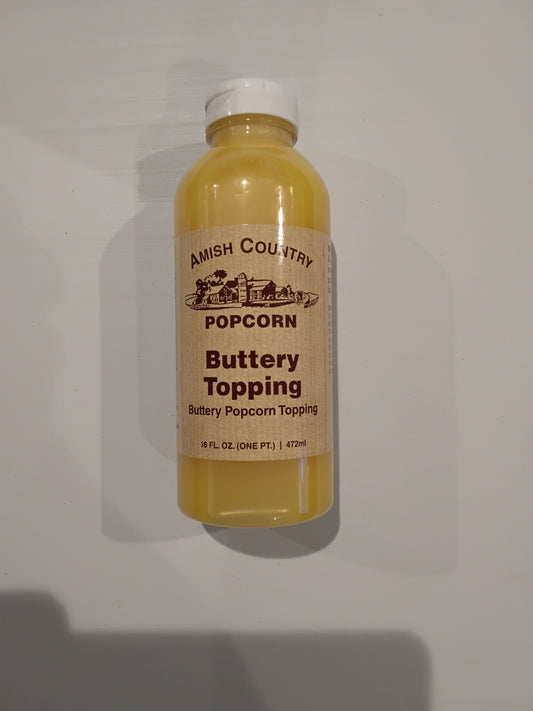 AMISH COUNTRY
POPCORN
Buttery
Topping
Buttery Popcorn Topping
16 FL. OZ. (ONE PT.) | 472ml